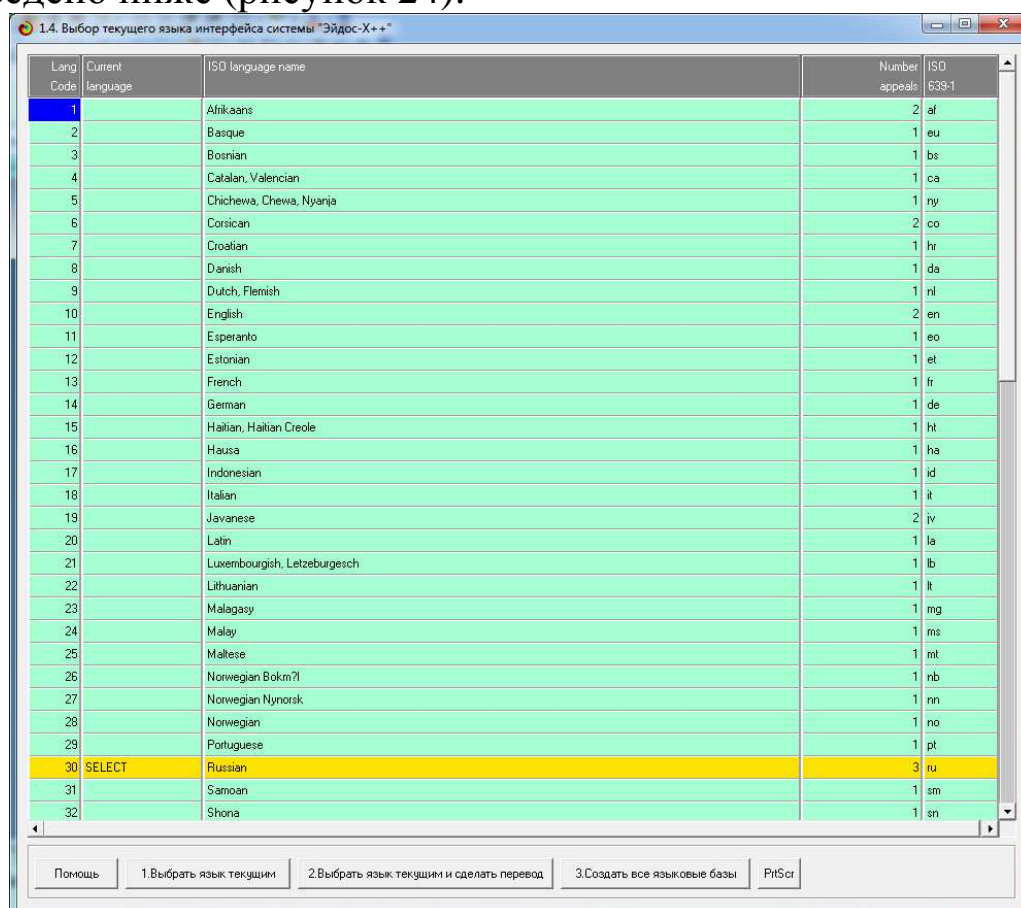 ведено ниже (рисунок 24):
1.4. Выбор текущего языка интерфейса системы "Эйдос-X++"
Lang Current ISO language name Number ISO
Code language appeals 639-1
1 Afrikaans 2 af
2 Basque 1 eu
3 Bosnian 1 bs
4 Catalan, Valencian 1 ca
5 Chichewa, Chewa, Nyanja 1 ny
6 Corsican 2 co
7 Croatian 1 hr
8 Danish 1 da
9 Dutch, Flemish 1 nl
10 English 2 en
11 Esperanto 1 eo
12 Estonian 1 et
13 French 1 fr
14 German 1 de
15 Haitian, Haitian Creole 1 ht
16 Hausa 1 ha
17 Indonesian 1 id
18 Italian 1 it
19 Javanese 2 jv
20 Latin 1 la
21 Luxembourgish, Letzeburgesch 1 lb
22 Lithuanian 1 lt
23 Malagasy 1 mg
24 Malay 1 ms
25 Maltese 1 mt
26 Norwegian Bokm?l 1 nb
27 Norwegian Nynorsk 1 nn
28 Norwegian 1 no
29 Portuguese 1 pt
30 SELECT Russian 3 ru
31 Samoan 1 sm
32 Shona 1 sn
Помощь 1.Выбрать язык текущим 2.Выбрать язык текущим и сделать перевод 3.Создать все языковые базы PrtScr